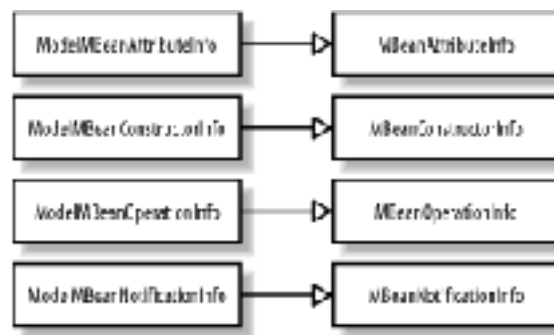 ModelMBeanAttributeInfo MBeanAttributeInfo
ModelMBeanConstructorInfo MBeanConstructorInfo
ModelMBeanOperationInfo MBeanOperationInfo
ModelMBeanNotificationInfo MBeanNotificationInfo